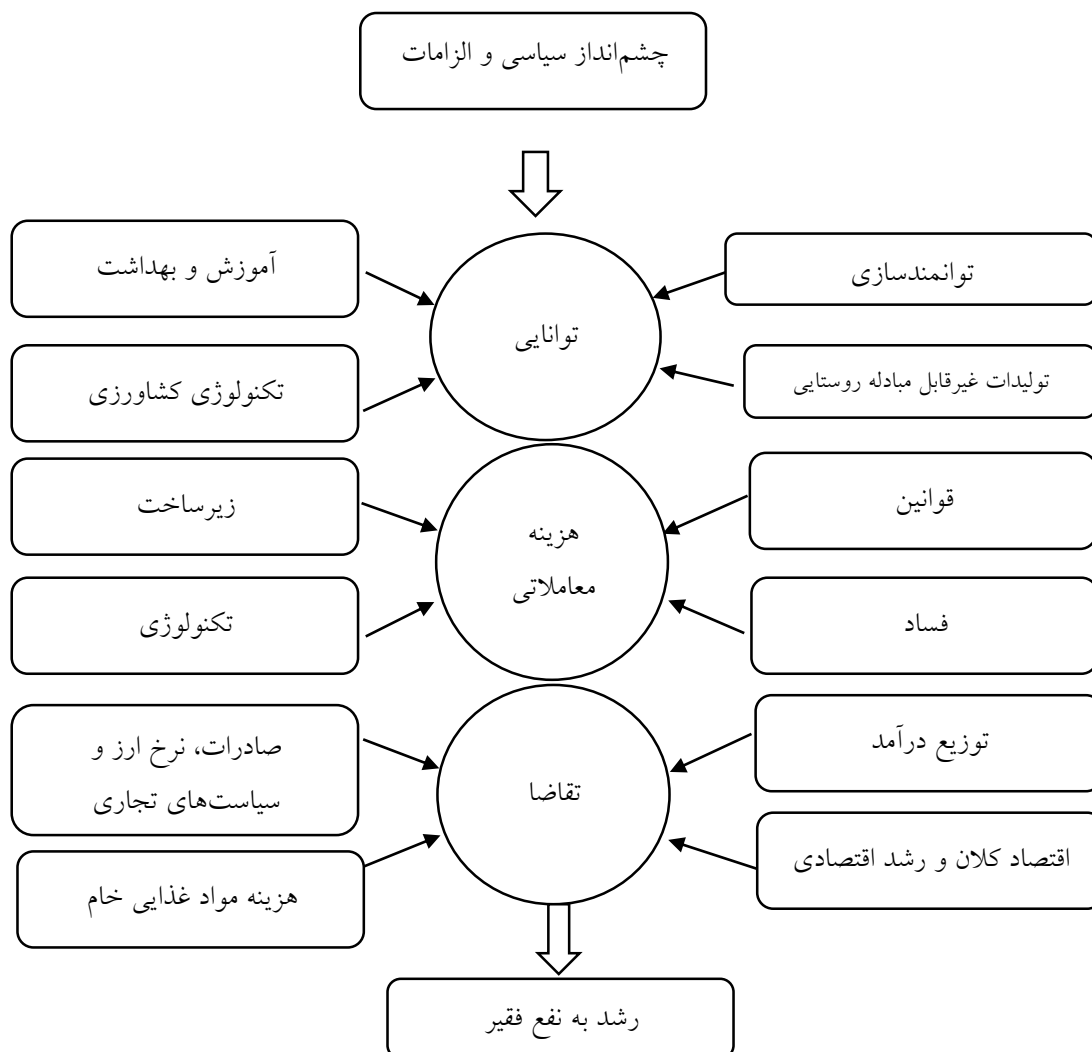 چشم‌انداز سیاسی و الزامات
توانمندسازی
آموزش و بهداشت
توانایی
تولیدات غیرقابل مبادله روستایی
تکنولوژی کشاورزی
قوانین
زیرساخت
هزینه
معاملاتی
فساد
تکنولوژی
توزیع درآمد
صادرات، نرخ ارز و
سیاست‌های تجاری
تقاضا
اقتصاد کلان و رشد اقتصادی
هزینه مواد غذایی خام
رشد به نفع فقیر